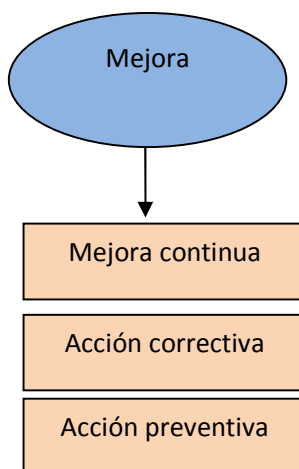 Mejora
Mejora continua
Acción correctiva
Acción preventiva